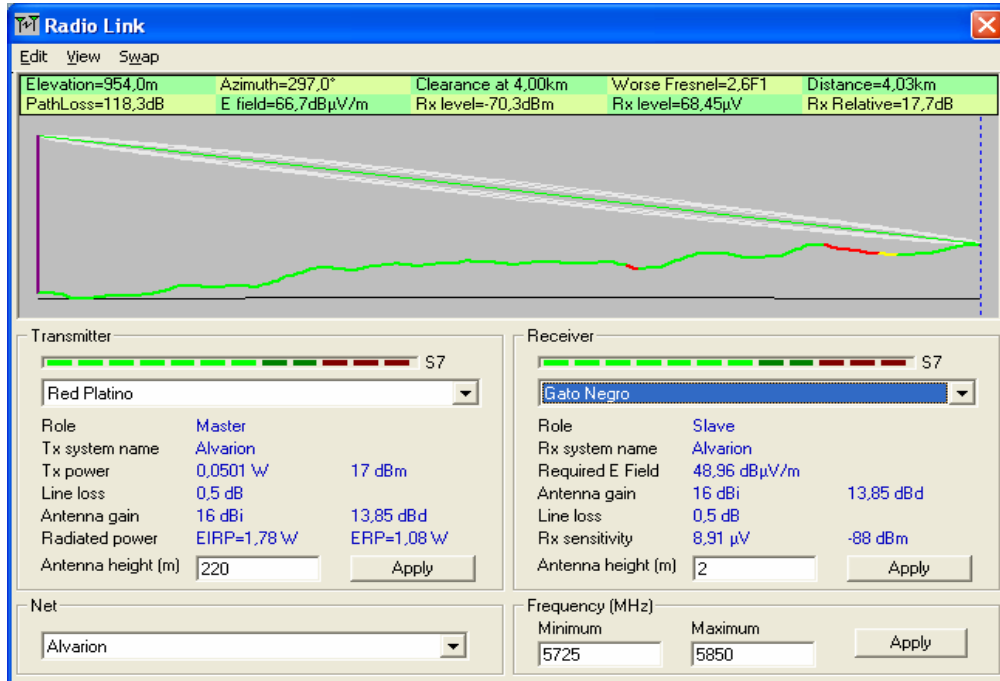 Radio Link
Edit View Swap
Elevation=954,0m Azimuth=297,0° Clearance at 4,00km Worse Fresnel=2,6F1 Distance=4,03km
PathLoss=118,3dB E field=66,7dBµV/m Rx level=-70,3dBm Rx level=68,45µV Rx Relative=17,7dB
Transmitter
S7
Red Platino
Role Master
Tx system name Alvarion
Tx power 0,0501 W 17 dBm
Line loss 0,5 dB
Antenna gain 16 dBi 13,85 dBd
Radiated power EIRP=1,78 W ERP=1,08 W
Antenna height (m) 220 Apply
Receiver
S7
Gato Negro
Role Slave
Rx system name Alvarion
Required E Field 48,96 dBµV/m
Antenna gain 16 dBi 13,85 dBd
Line loss 0,5 dB
Rx sensitivity 8,91 µV -88 dBm
Antenna height (m) 2 Apply
Net
Alvarion
Frequency (MHz)
Minimum Maximum
5725 5850 Apply